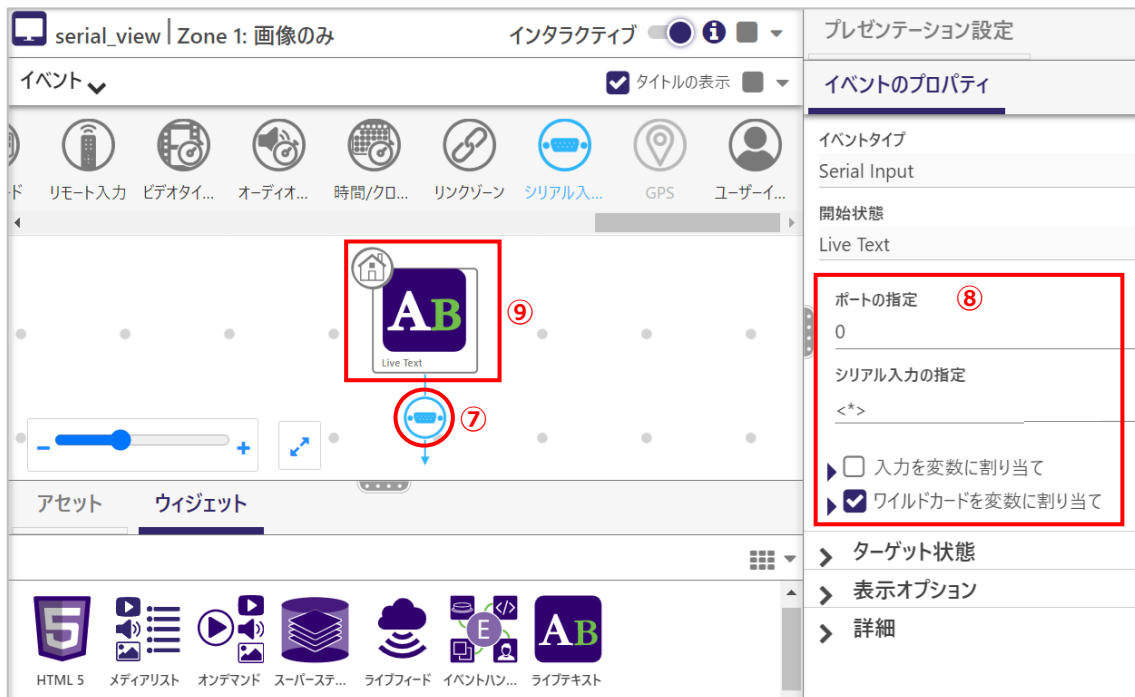 serial_view | Zone 1: 画像のみ
インタラクティブ
イベント
タイトルの表示
ド
リモート入力
ビデオタイ...
オーディオ...
時間/クロ...
リンクゾーン
シリアル入...
GPS
ユーザーイ...
AB
Live Text
⑨
⑦
アセット
ウィジェット
5
E
AB
HTML 5
メディアリスト
オンデマンド
スーパーステ...
ライブフィード
イベントハン...
ライブテキスト
プレゼンテーション設定
イベントのプロパティ
イベントタイプ
Serial Input
開始状態
Live Text
ポートの指定
⑧
0
シリアル入力の指定
<*>
入力を変数に割り当て
ワイルドカードを変数に割り当て
ターゲット状態
表示オプション
詳細